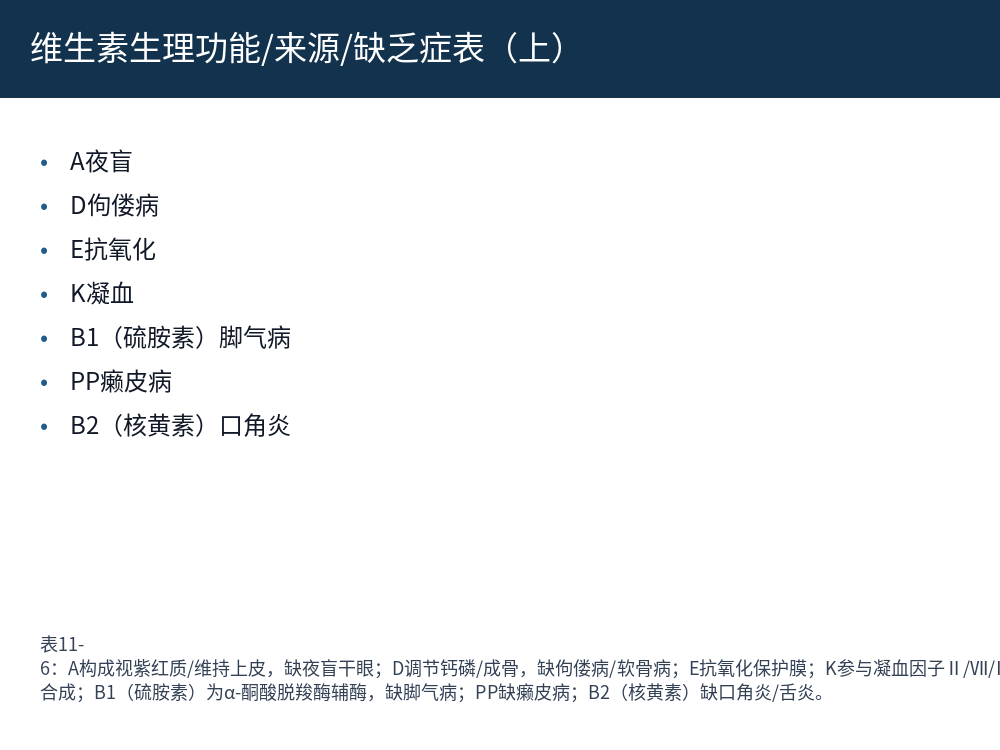 维生素生理功能/来源/缺乏症表（上）
• A夜盲
• D佝偻病
• E抗氧化
• K凝血
• B1（硫胺素）脚气病
• PP癞皮病
• B2（核黄素）口角炎
表11-
6：A构成视紫红质/维持上皮，缺夜盲干眼；D调节钙磷/成骨，缺佝偻病/软骨病；E抗氧化保护膜；K参与凝血因子Ⅱ/Ⅶ/
合成；B1（硫胺素）为α-酮酸脱羧酶辅酶，缺脚气病；PP缺癞皮病；B2（核黄素）缺口角炎/舌炎。